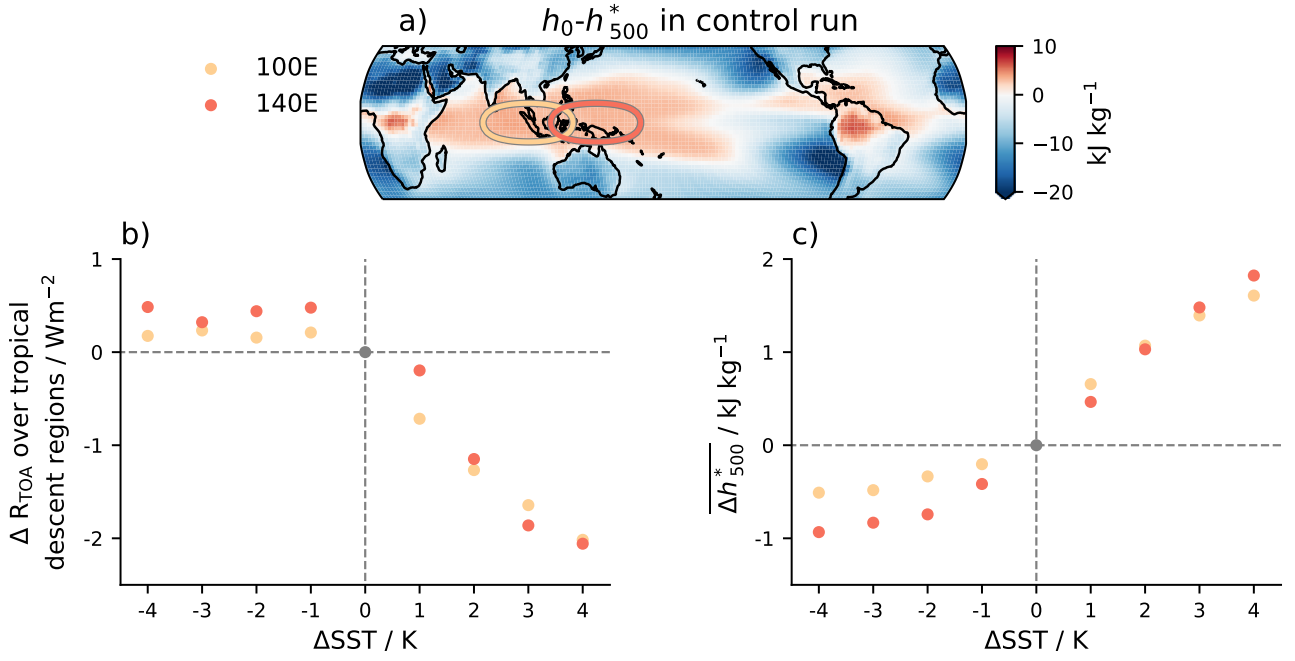 a) h₀-h*₅₀₀ in control run
100E
140E
10
0
−10
−20
kJ kg⁻¹
b)
Δ R_TOA over tropical
descent regions / Wm⁻²
1
0
-1
-2
-4 -3 -2 -1 0 1 2 3 4
ΔSST / K
c)
Δh*₅₀₀ / kJ kg⁻¹
2
1
0
-1
-4 -3 -2 -1 0 1 2 3 4
ΔSST / K